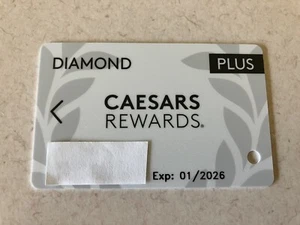 DIAMOND PLUS
CAESARS
REWARDS®
Exp: 01/2026